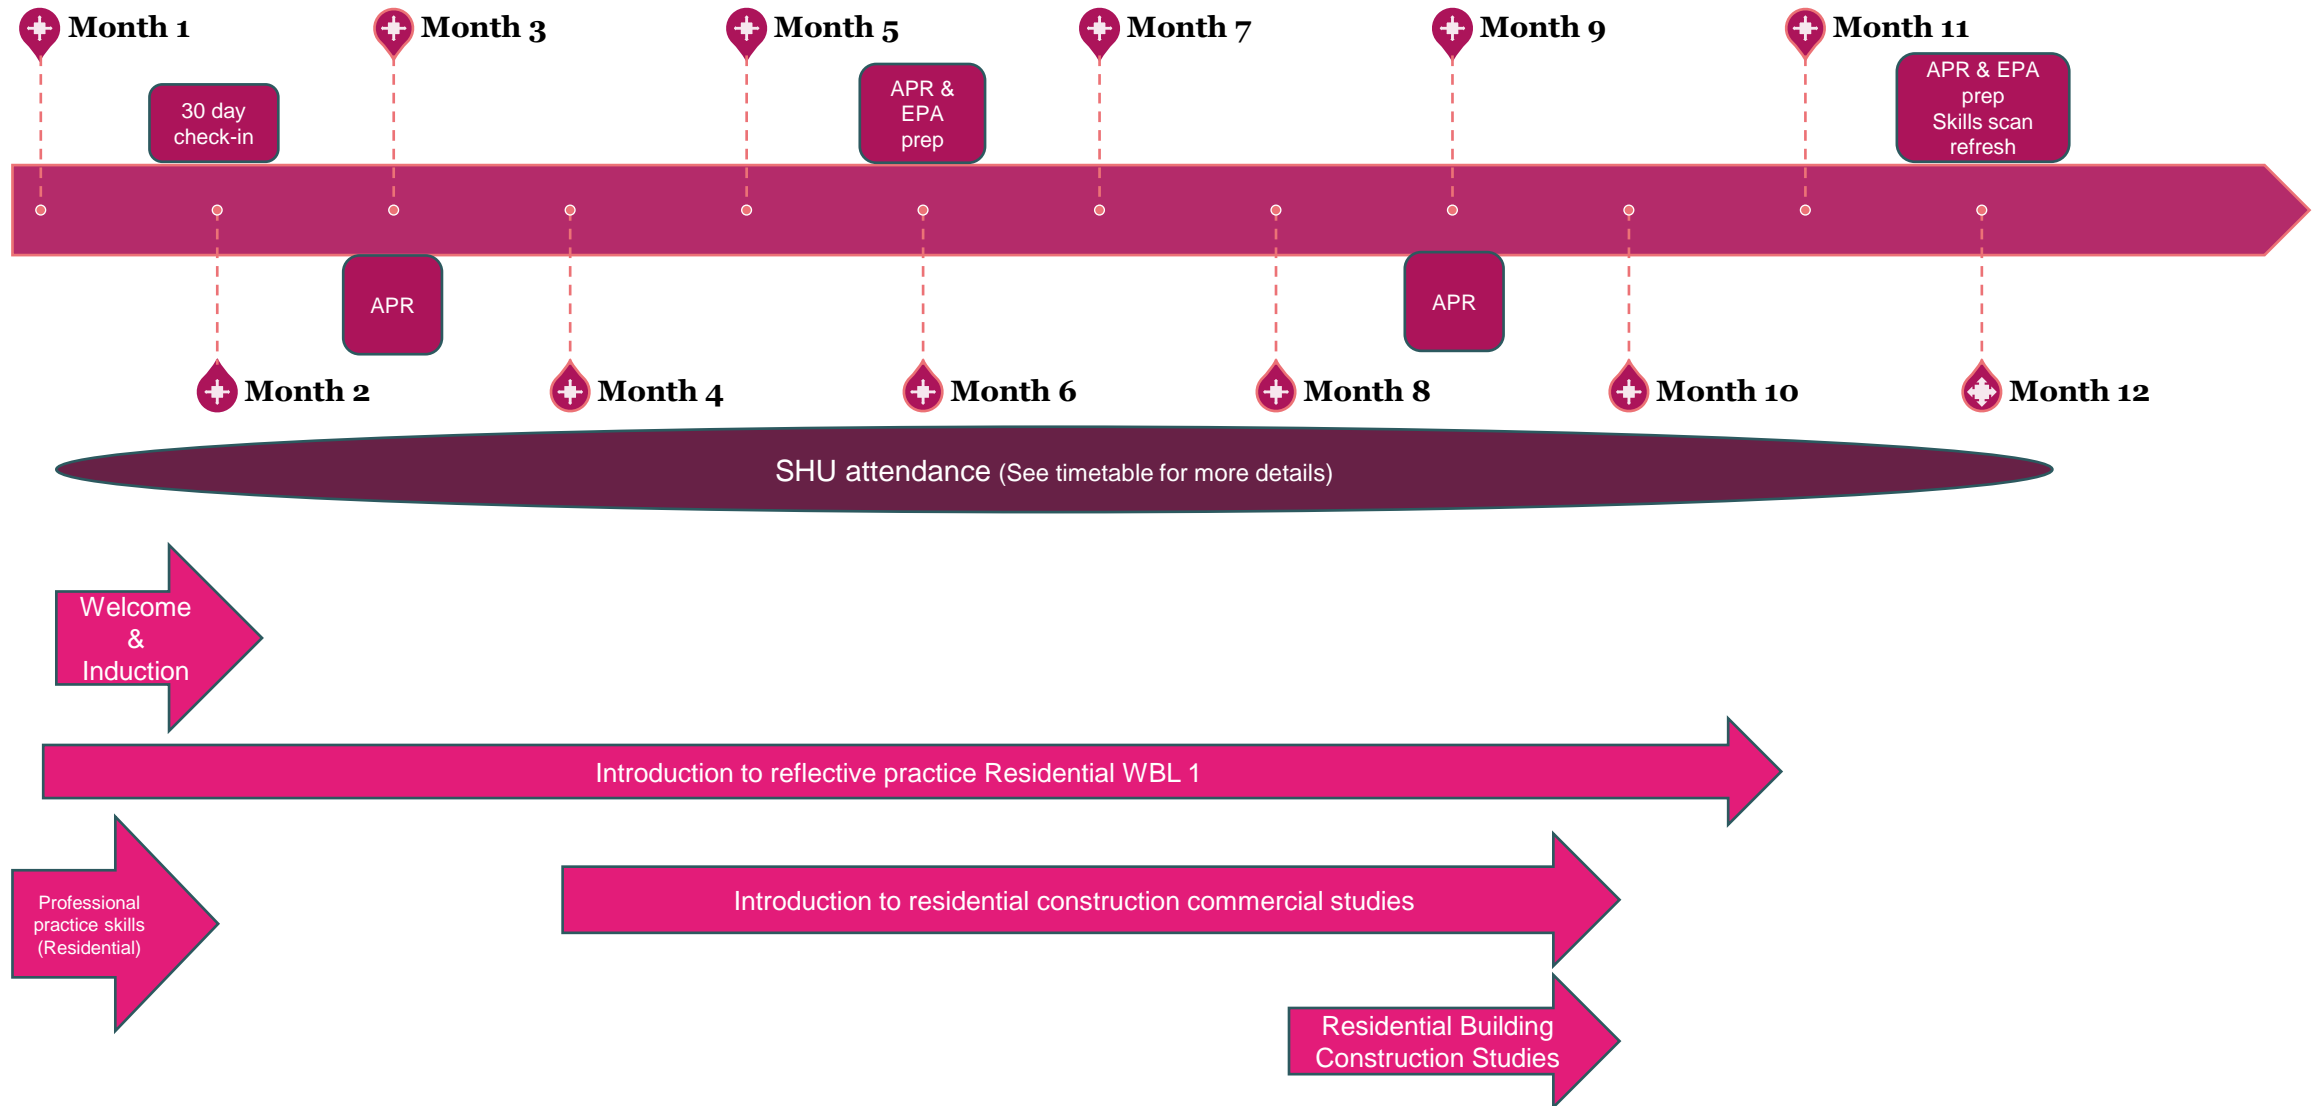 Month 1
Month 3
Month 5
Month 7
Month 9
Month 11
30 day
check-in
APR &
EPA
prep
APR & EPA
prep
Skills scan
refresh
APR
APR
Month 2
Month 4
Month 6
Month 8
Month 10
Month 12
SHU attendance (See timetable for more details)
Welcome
&
Induction
Introduction to reflective practice Residential WBL 1
Professional
practice skills
(Residential)
Introduction to residential construction commercial studies
Residential Building
Construction Studies